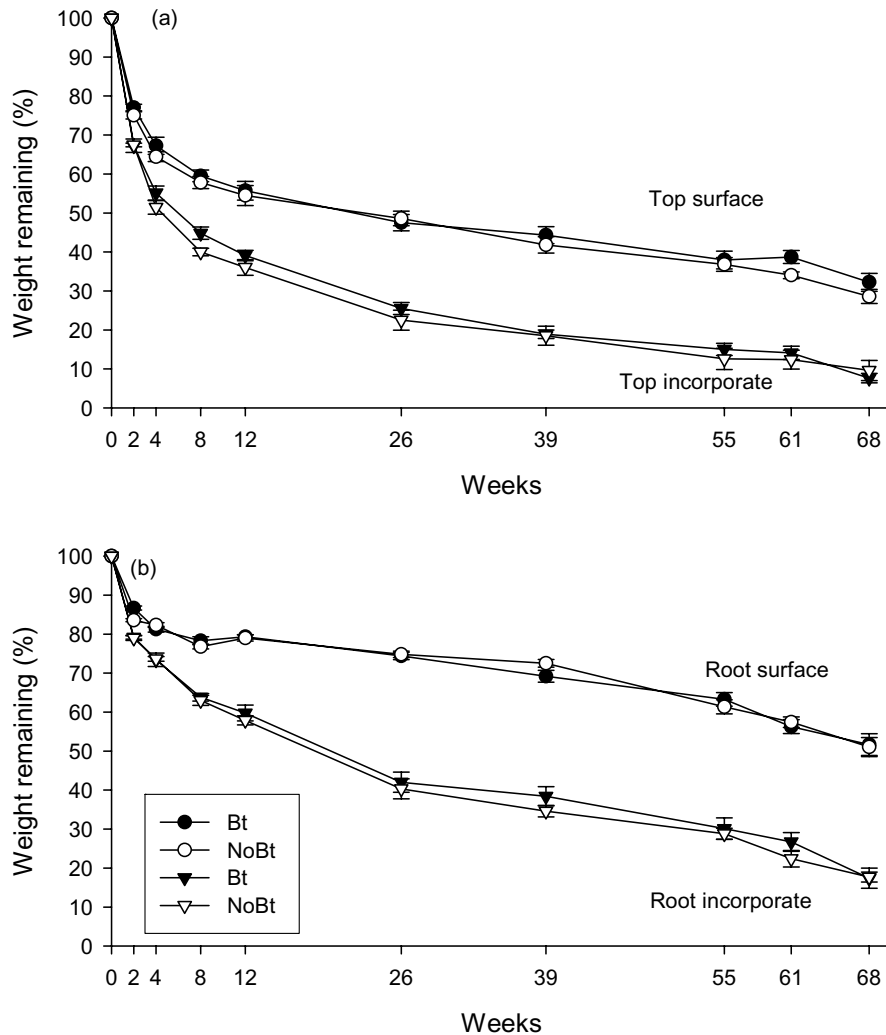 (a)
100
90
80
70
60
50
40
30
20
10
0
Weight remaining (%)
Top surface
Top incorporate
0 2 4 8 12 26 39 55 61 68
Weeks
(b)
100
90
80
70
60
50
40
30
20
10
0
Weight remaining (%)
Root surface
Root incorporate
Bt
NoBt
Bt
NoBt
0 2 4 8 12 26 39 55 61 68
Weeks